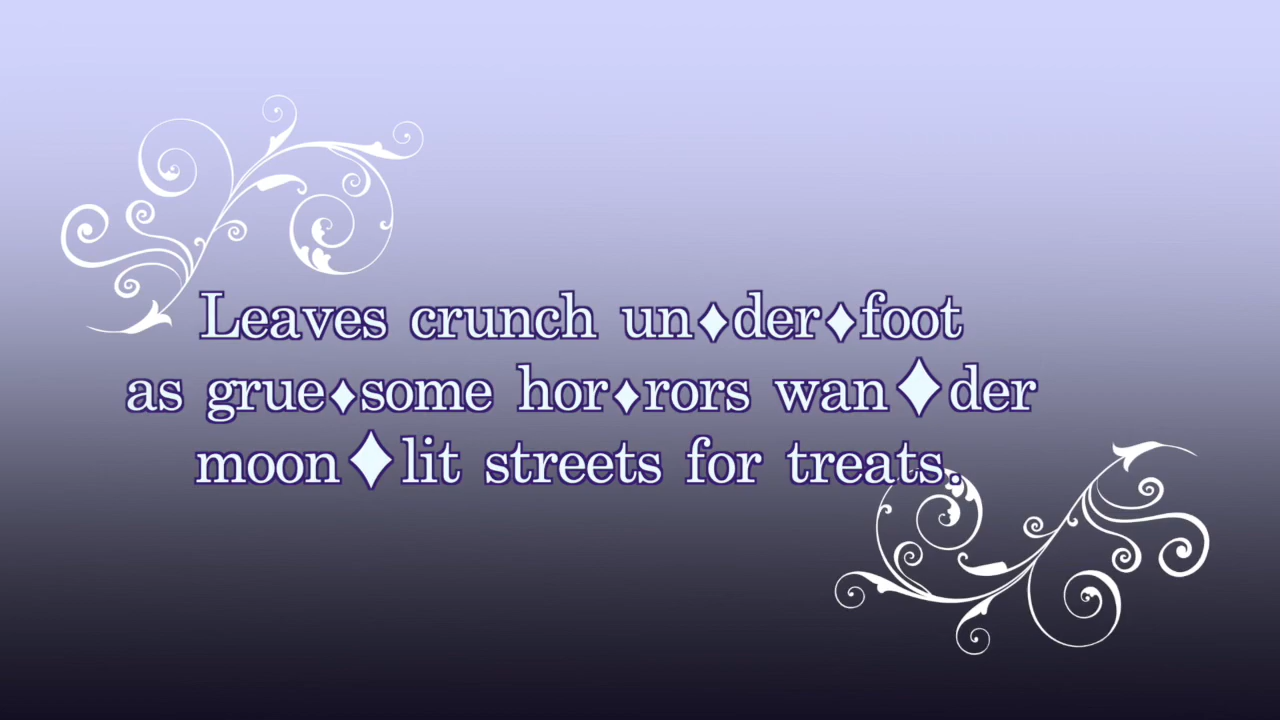 Leaves crunch un♦der♦foot
as grue♦some hor♦rors wan♦der
moon♦lit streets for treats.